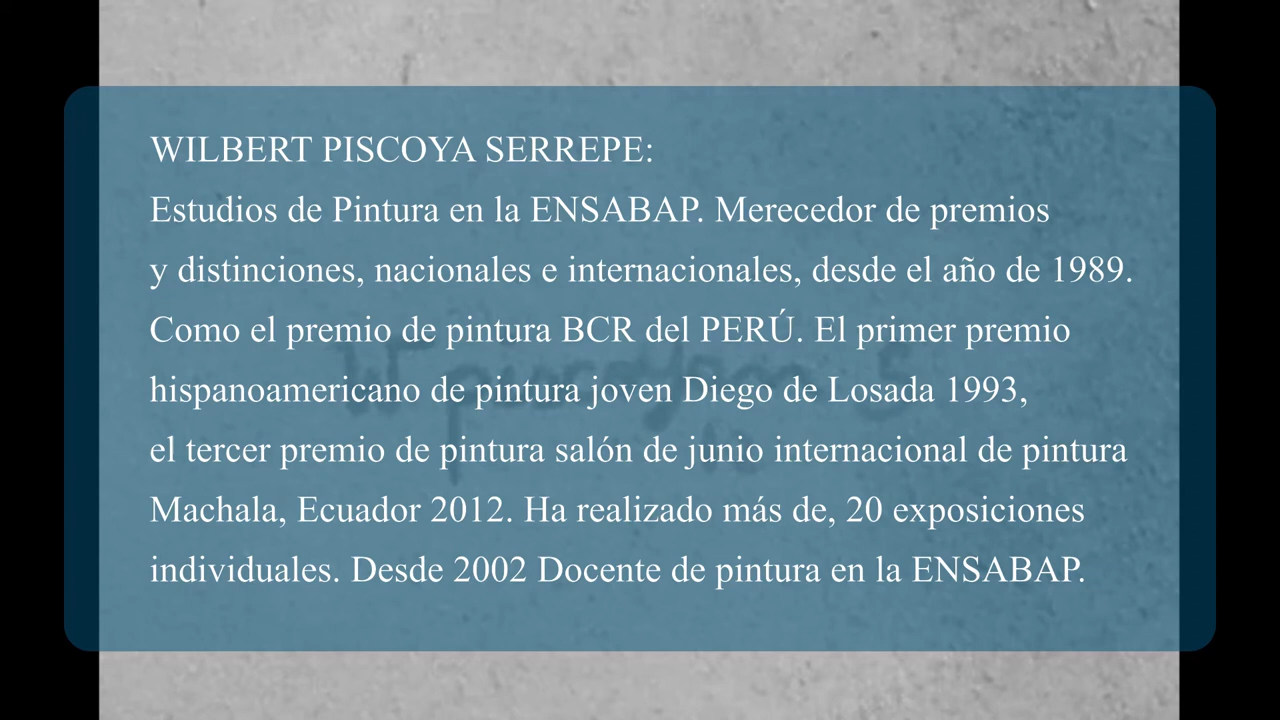 WILBERT PISCOYA SERREPE:
Estudios de Pintura en la ENSABAP. Merecedor de premios
y distinciones, nacionales e internacionales, desde el año de 1989.
Como el premio de pintura BCR del PERÚ. El primer premio
hispanoamericano de pintura joven Diego de Losada 1993,
el tercer premio de pintura salón de junio internacional de pintura
Machala, Ecuador 2012. Ha realizado más de, 20 exposiciones
individuales. Desde 2002 Docente de pintura en la ENSABAP.